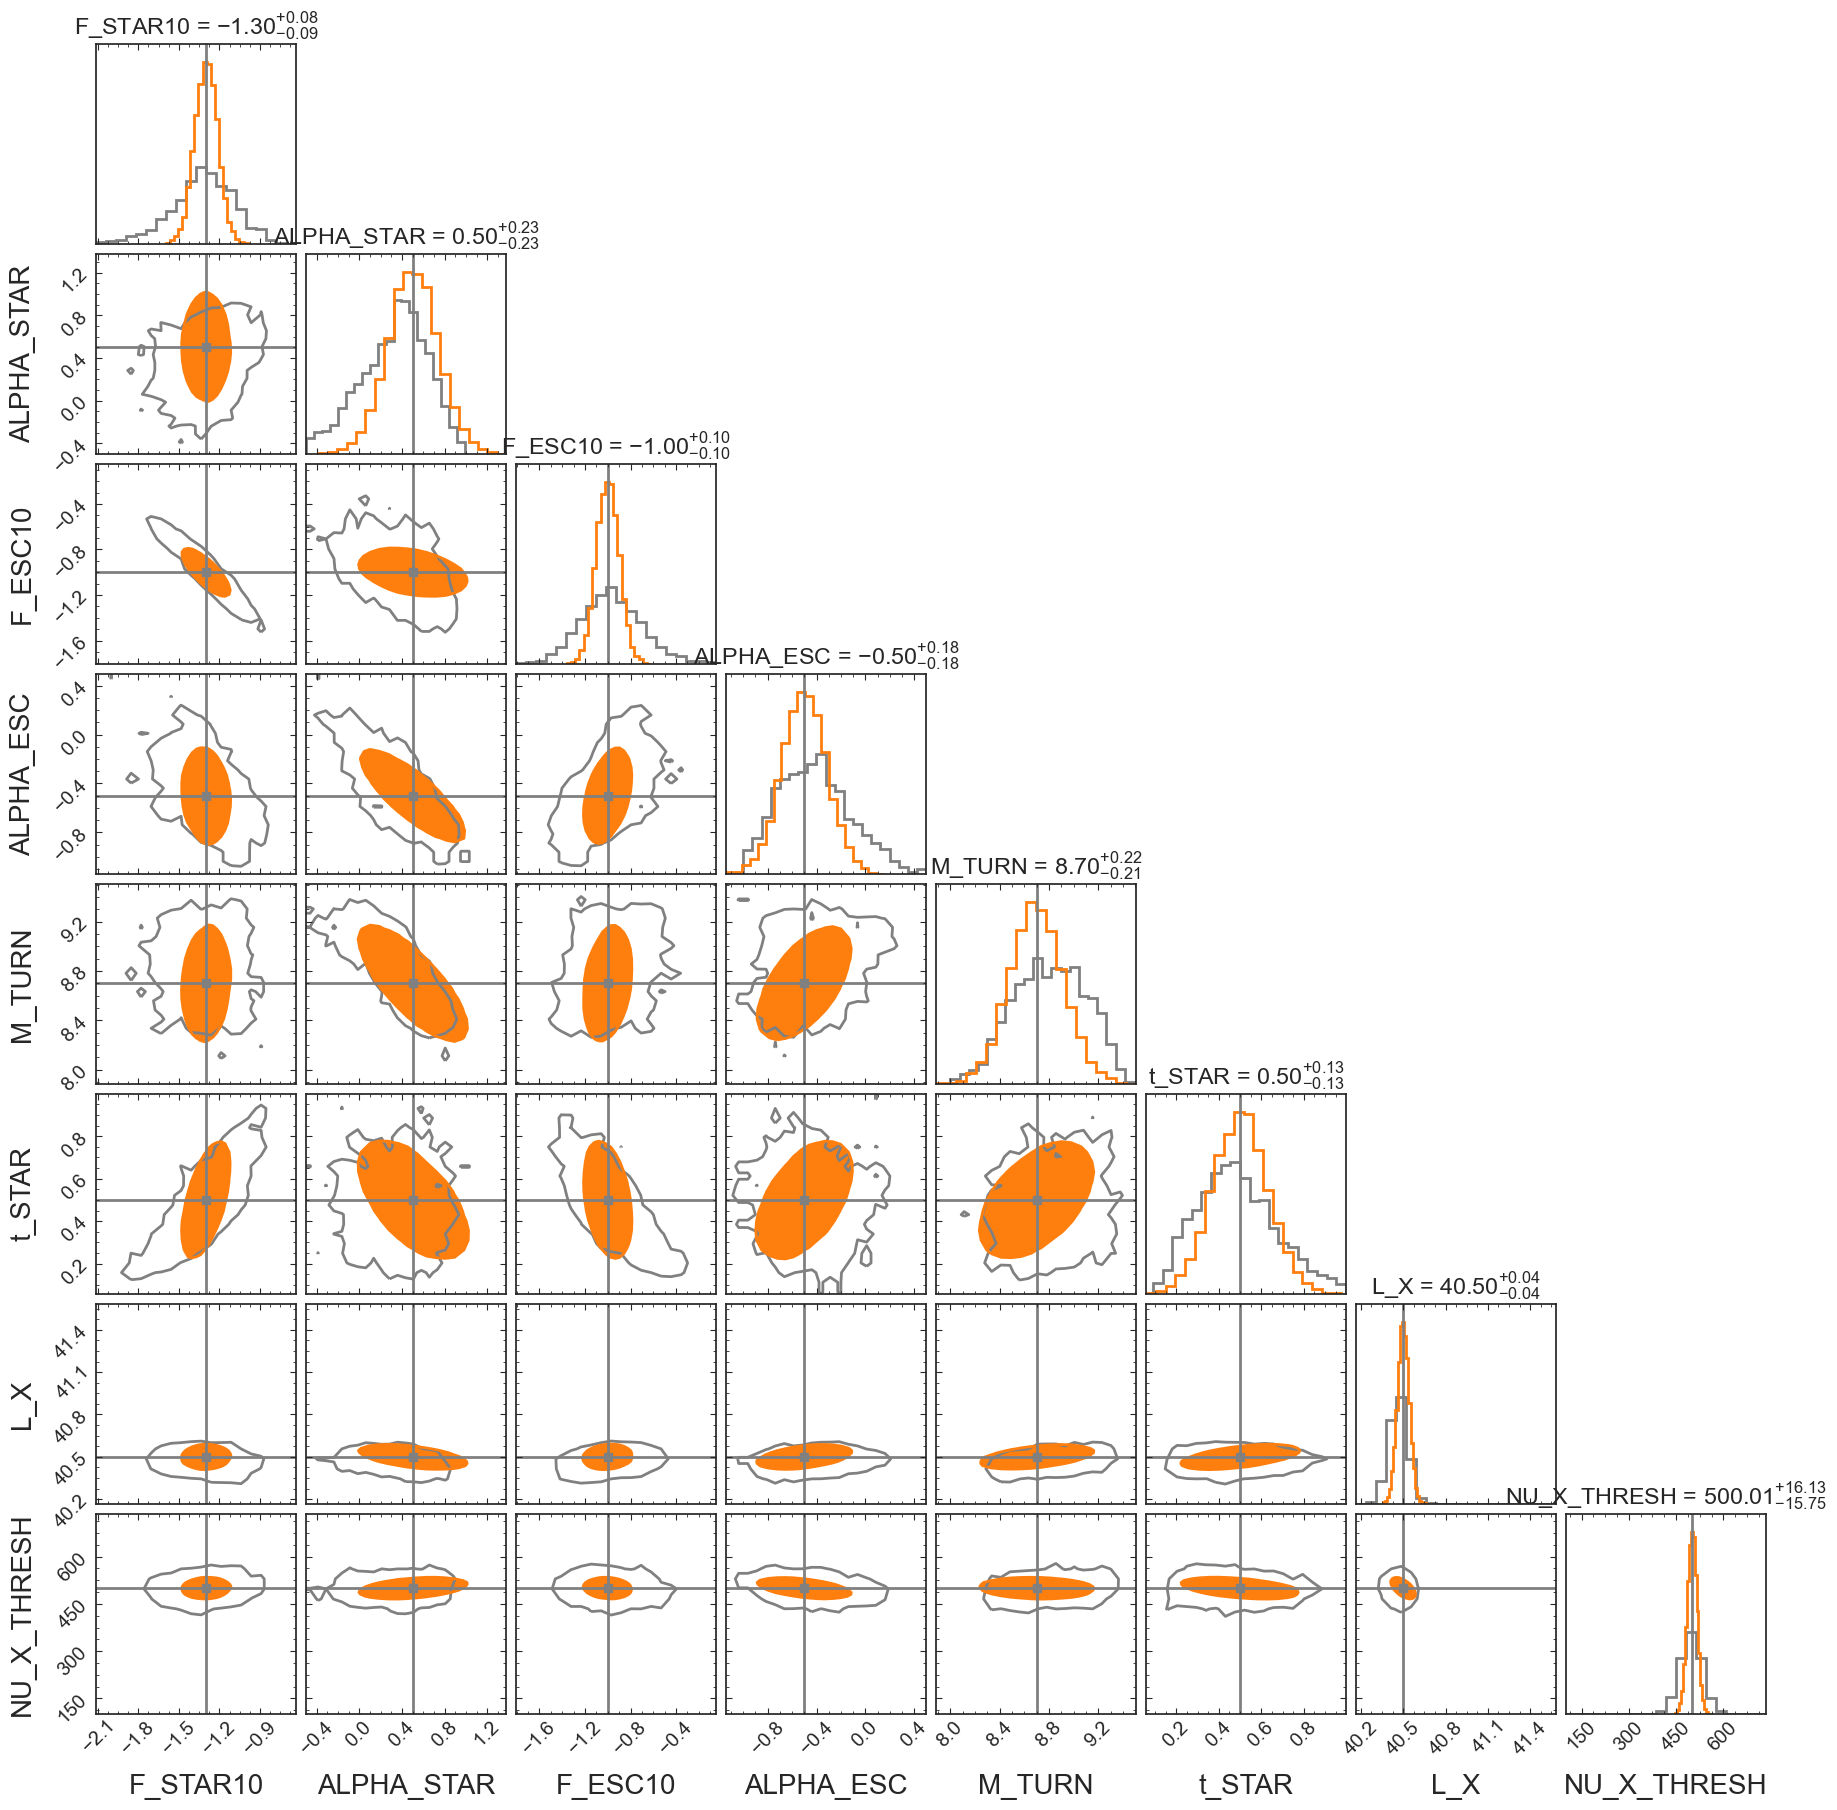 F_STAR10 = −1.30+0.08 −0.09
ALPHA_STAR = 0.50+0.23 −0.23
ALPHA_STAR
1.2
0.8
0.4
0.0
−0.4
F_ESC10 = −1.00+0.10 −0.10
F_ESC10
−0.4
−0.8
−1.2
−1.6
ALPHA_ESC = −0.50+0.18 −0.18
ALPHA_ESC
0.4
0.0
−0.4
−0.8
M_TURN = 8.70+0.22 −0.21
M_TURN
9.2
8.8
8.4
8.0
t_STAR = 0.50+0.13 −0.13
t_STAR
0.8
0.6
0.4
0.2
L_X = 40.50+0.04 −0.04
L_X
41.4
41.1
40.8
40.5
40.2
NU_X_THRESH = 500.01+16.13 −15.75
NU_X_THRESH
600
450
300
150
−2.1 −1.8 −1.5 −1.2 −0.9 −0.4 0.0 0.4 0.8 1.2 −1.6 −1.2 −0.8 −0.4 −0.8 −0.4 0.0 0.4 8.0 8.4 8.8 9.2 0.2 0.4 0.6 0.8 40.2 40.5 40.8 41.1 41.4 150 300 450 600
F_STAR10 ALPHA_STAR F_ESC10 ALPHA_ESC M_TURN t_STAR L_X NU_X_THRESH